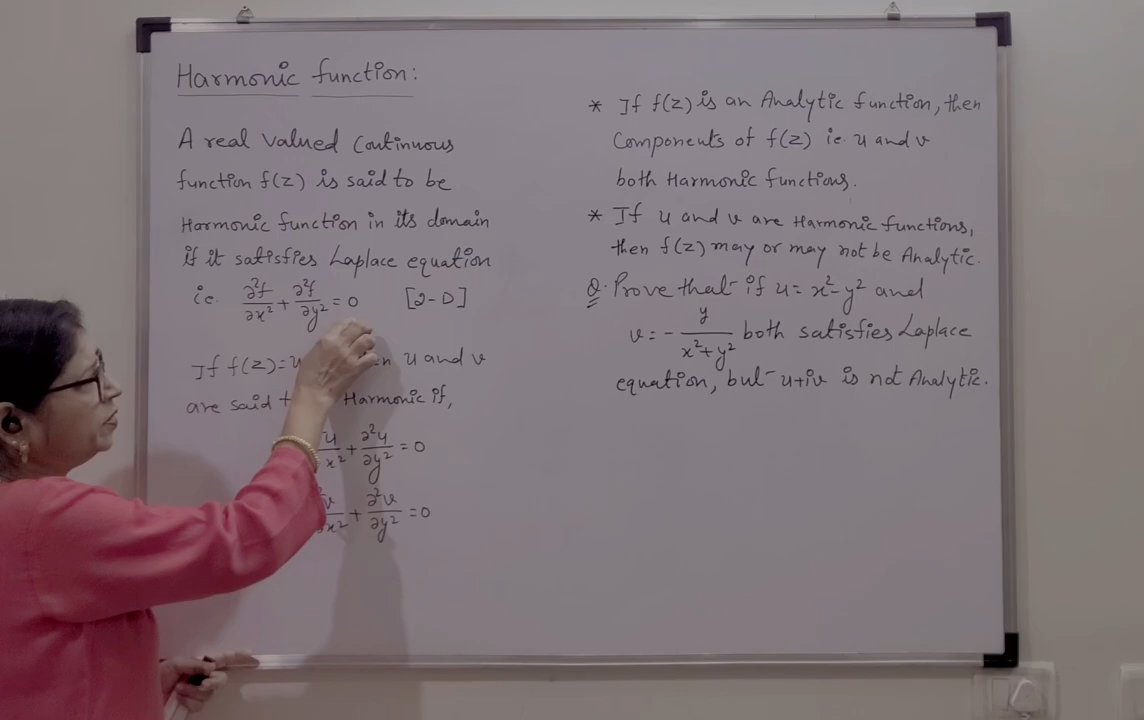 Harmonic function:
A real valued continuous
function f(z) is said to be
Harmonic function in its domain
if it satisfies Laplace equation
i.e. ∂²f/∂x² + ∂²f/∂y² = 0 [2-D]
If f(z)=u u and v
are said Harmonic if,
u/x² + ∂²u/∂y² = 0
v/∂x² + ∂²v/∂y² = 0
* If f(z) is an Analytic function, then
Components of f(z) i.e. u and v
both Harmonic functions.
* If u and v are Harmonic functions,
then f(z) may or may not be Analytic.
Q. Prove that if u = x²-y² and
v = - y/(x²+y²) both satisfies Laplace
equation, but u+iv is not Analytic.